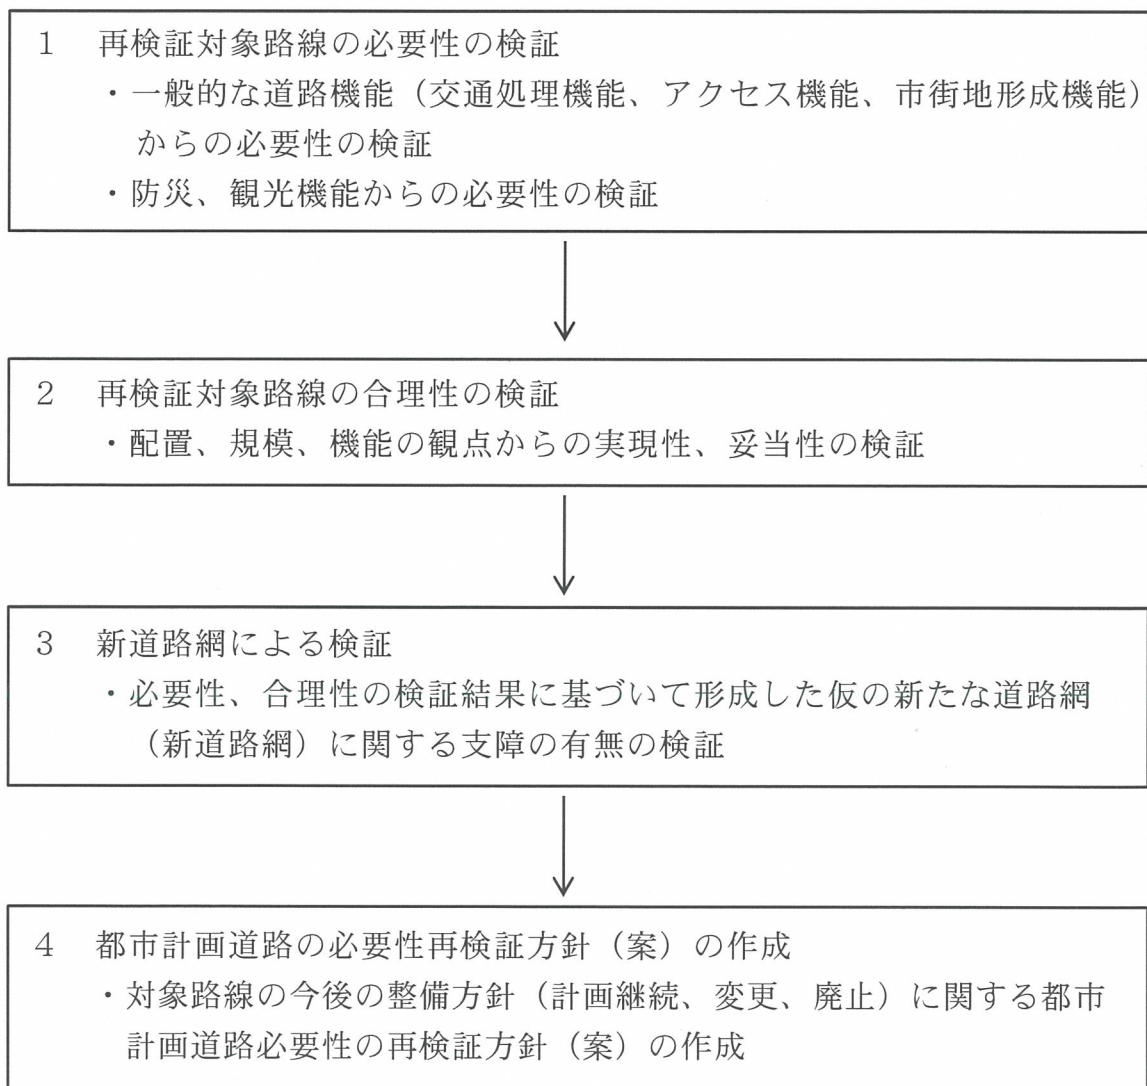 １　再検証対象路線の必要性の検証
・一般的な道路機能（交通処理機能、アクセス機能、市街地形成機能）
からの必要性の検証
・防災、観光機能からの必要性の検証
２　再検証対象路線の合理性の検証
・配置、規模、機能の観点からの実現性、妥当性の検証
３　新道路網による検証
・必要性、合理性の検証結果に基づいて形成した仮の新たな道路網
（新道路網）に関する支障の有無の検証
４　都市計画道路の必要性再検証方針（案）の作成
・対象路線の今後の整備方針（計画継続、変更、廃止）に関する都市
計画道路必要性の再検証方針（案）の作成